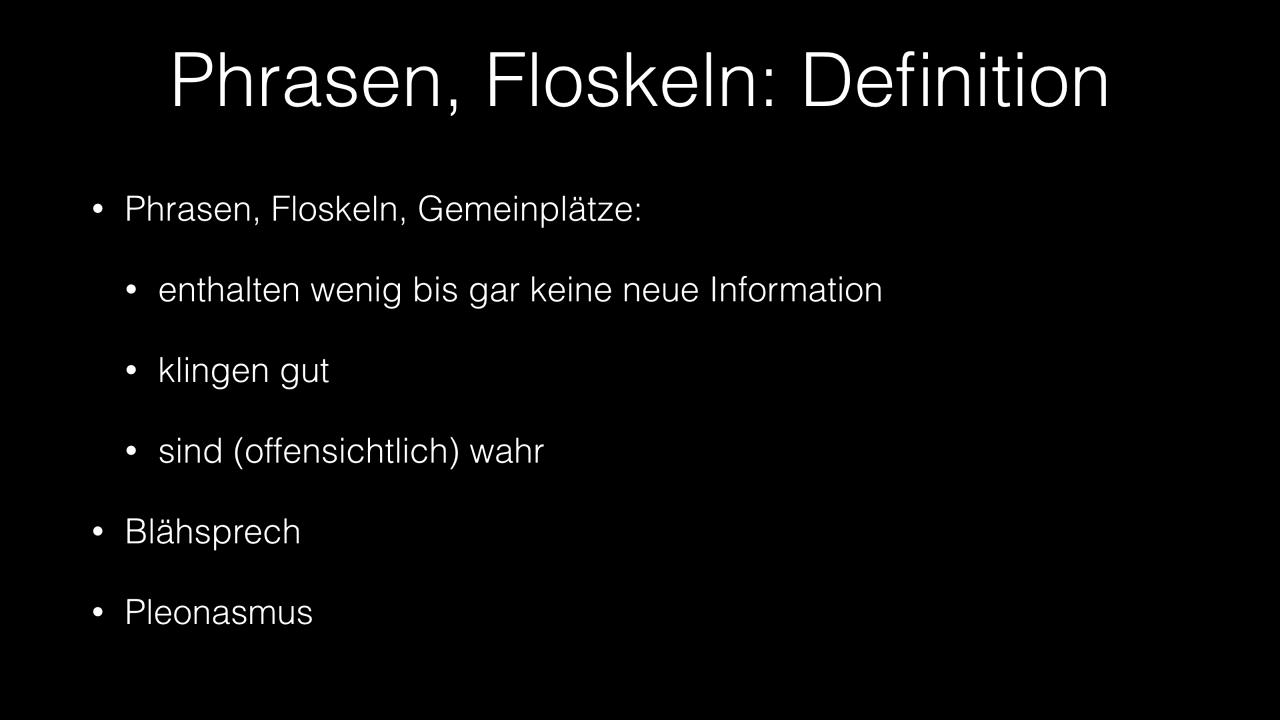 Phrasen, Floskeln: Definition
• Phrasen, Floskeln, Gemeinplätze:
• enthalten wenig bis gar keine neue Information
• klingen gut
• sind (offensichtlich) wahr
• Blähsprech
• Pleonasmus